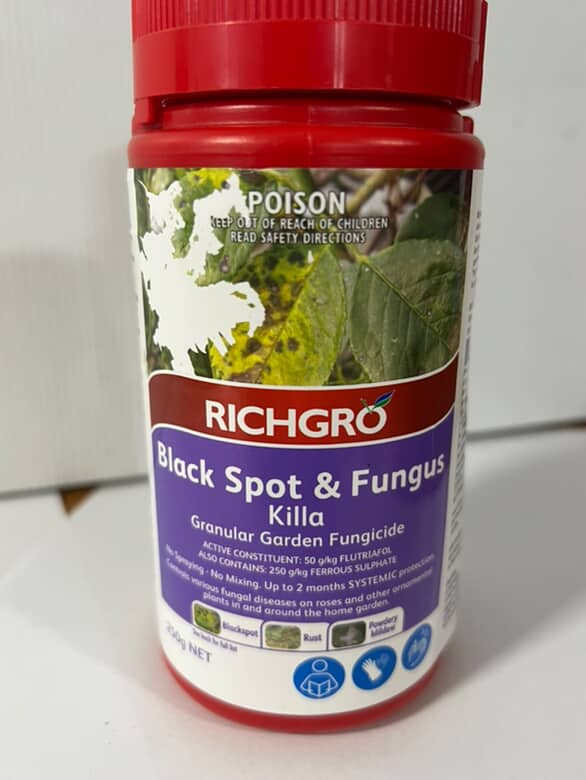 POISON
KEEP OUT OF REACH OF CHILDREN
READ SAFETY DIRECTIONS
RICHGRO
Black Spot & Fungus
Killa
Granular Garden Fungicide
ACTIVE CONSTITUENT: 50 g/kg FLUTRIAFOL
ALSO CONTAINS: 250 g/kg FERROUS SULPHATE
No Spraying - No Mixing. Up to 2 months SYSTEMIC protection.
Controls various fungal diseases on roses and other ornamental
plants in and around the home garden.
Blackspot Rust Powdery Mildew
NET